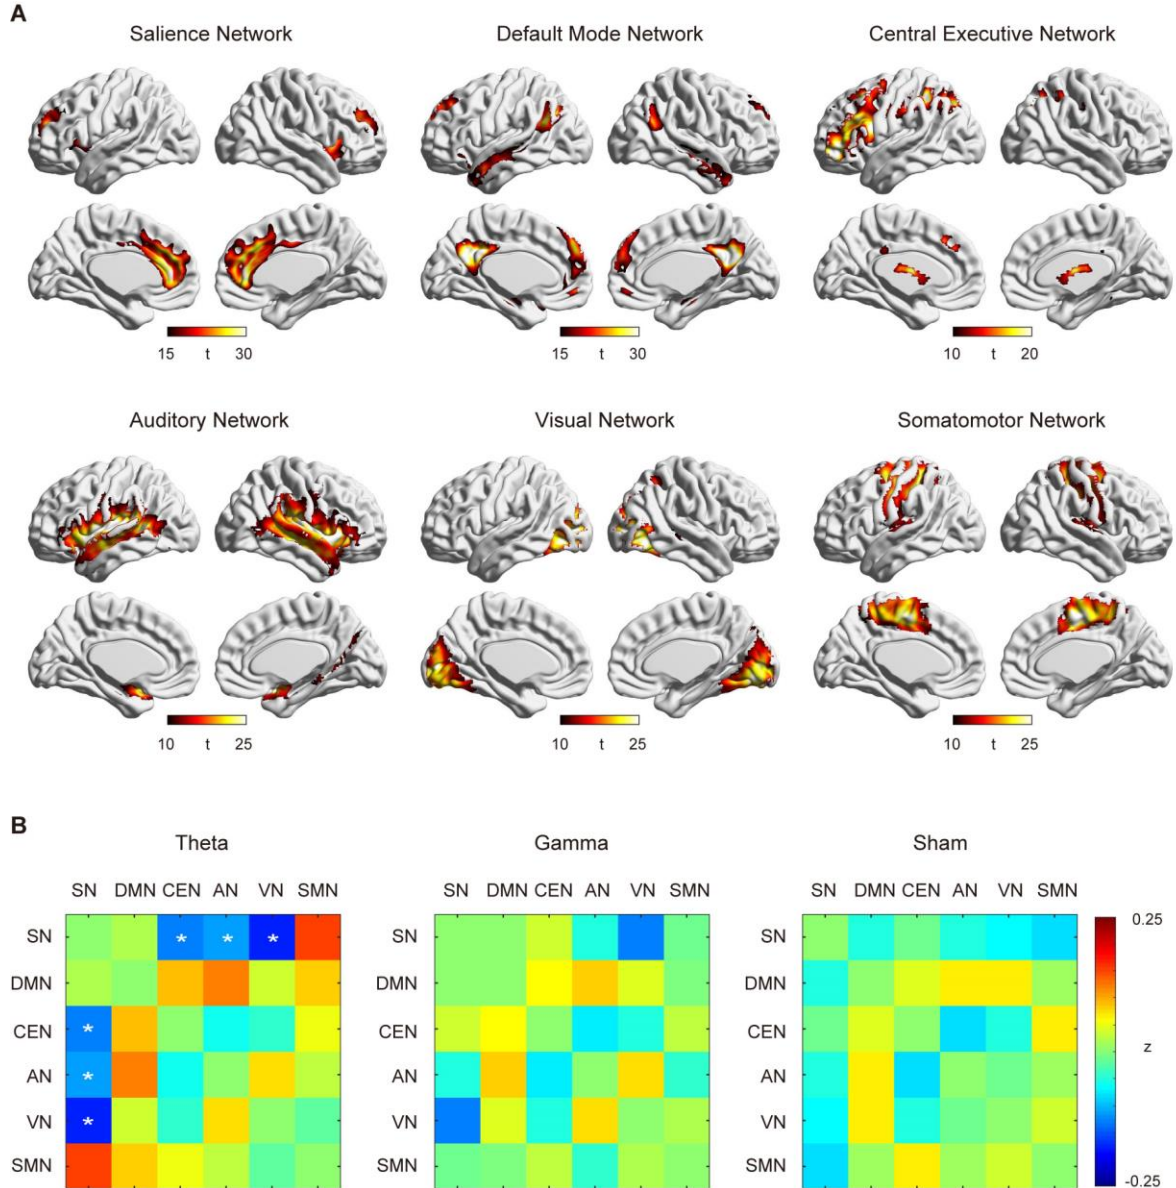 A
Salience Network
Default Mode Network
Central Executive Network
15 t 30
15 t 30
10 t 20
Auditory Network
Visual Network
Somatomotor Network
10 t 25
10 t 25
10 t 25
B
Theta
Gamma
Sham
SN DMN CEN AN VN SMN
SN DMN CEN AN VN SMN
SN DMN CEN AN VN SMN
SN * * *
DMN
CEN *
AN *
VN *
SMN
SN
DMN
CEN
AN
VN
SMN
SN
DMN
CEN
AN
VN
SMN
0.25
z
-0.25